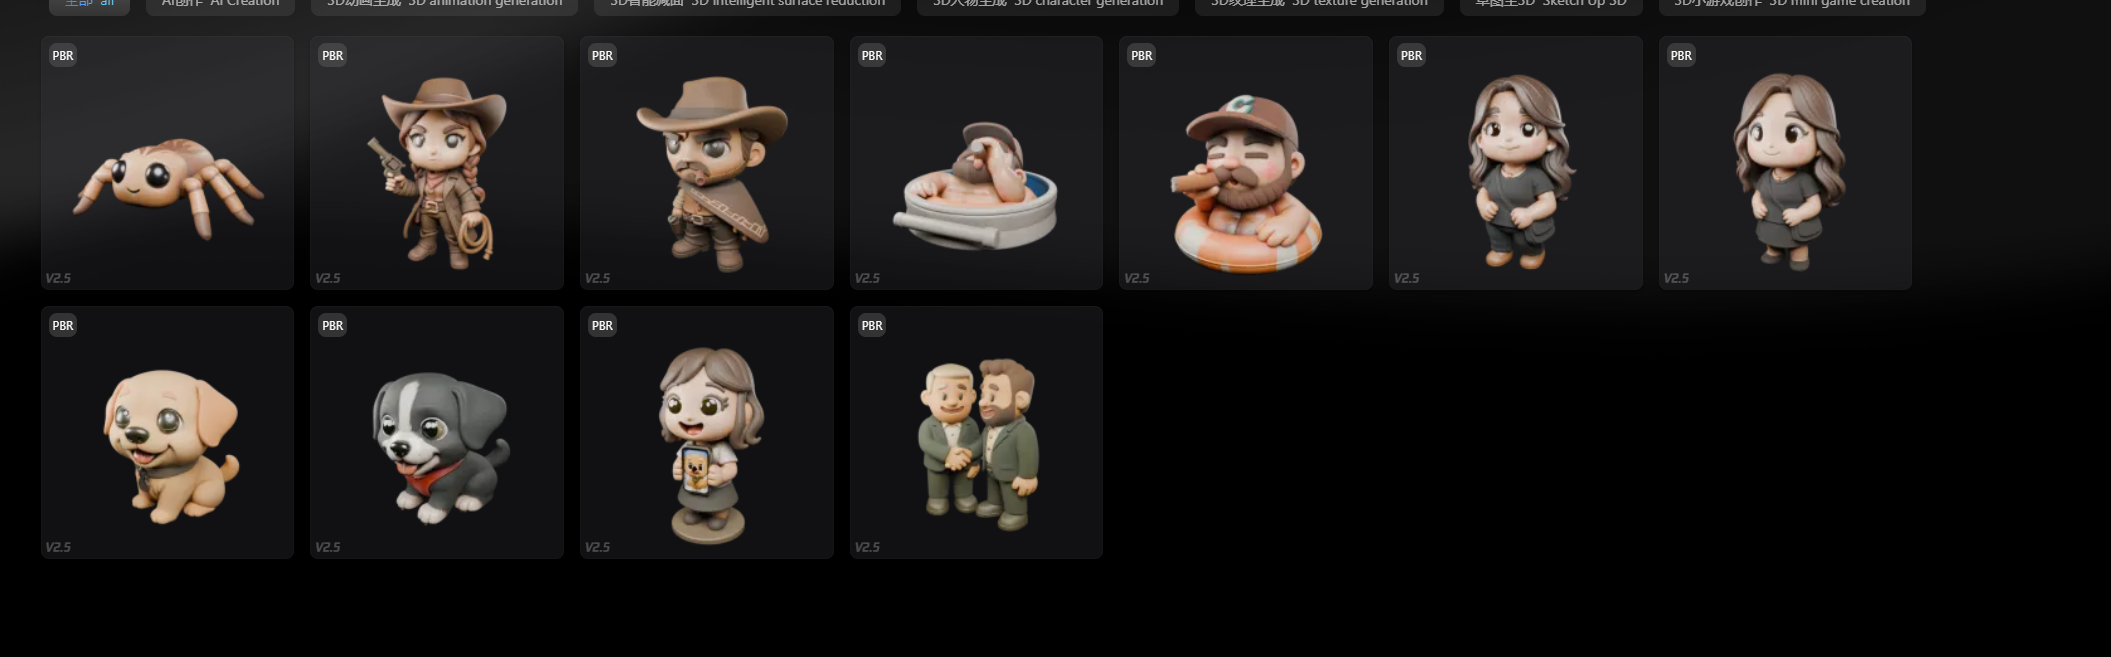 全部 all
AI创作 AI Creation
3D动画生成 3D animation generation
3D智能减面 3D intelligent surface reduction
3D人物生成 3D character generation
3D纹理生成 3D texture generation
草图生3D Sketch Up 3D
3D小游戏创作 3D mini game creation
PBR
PBR
PBR
PBR
PBR
PBR
PBR
C
V2.5
V2.5
V2.5
V2.5
V2.5
V2.5
V2.5
PBR
PBR
PBR
PBR
V2.5
V2.5
V2.5
V2.5